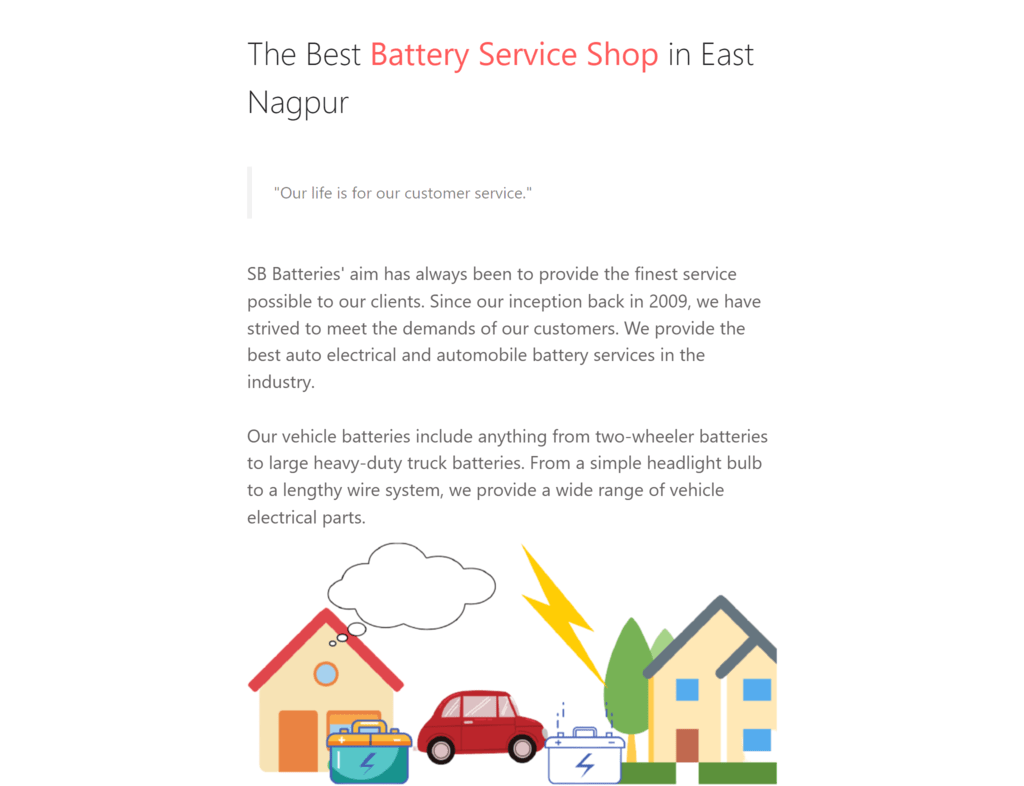 The Best Battery Service Shop in East
Nagpur
"Our life is for our customer service."
SB Batteries' aim has always been to provide the finest service
possible to our clients. Since our inception back in 2009, we have
strived to meet the demands of our customers. We provide the
best auto electrical and automobile battery services in the
industry.
Our vehicle batteries include anything from two-wheeler batteries
to large heavy-duty truck batteries. From a simple headlight bulb
to a lengthy wire system, we provide a wide range of vehicle
electrical parts.